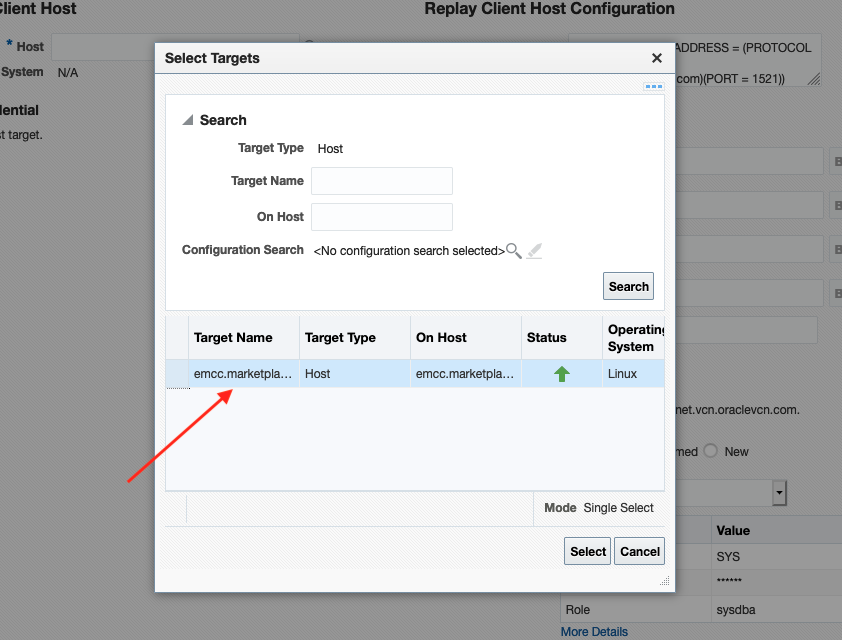 Client Host
Replay Client Host Configuration
* Host
System N/A
ADDRESS = (PROTOCOL
com)(PORT = 1521))
t target.
Select Targets
Search
Target Type Host
Target Name
On Host
Configuration Search <No configuration search selected>
Search
Target Name Target Type On Host Status Operating System
emcc.marketpla... Host emcc.marketpla... Linux
Mode Single Select
Select Cancel
net.vcn.oraclevcn.com.
New
Value
SYS
******
Role sysdba
More Details